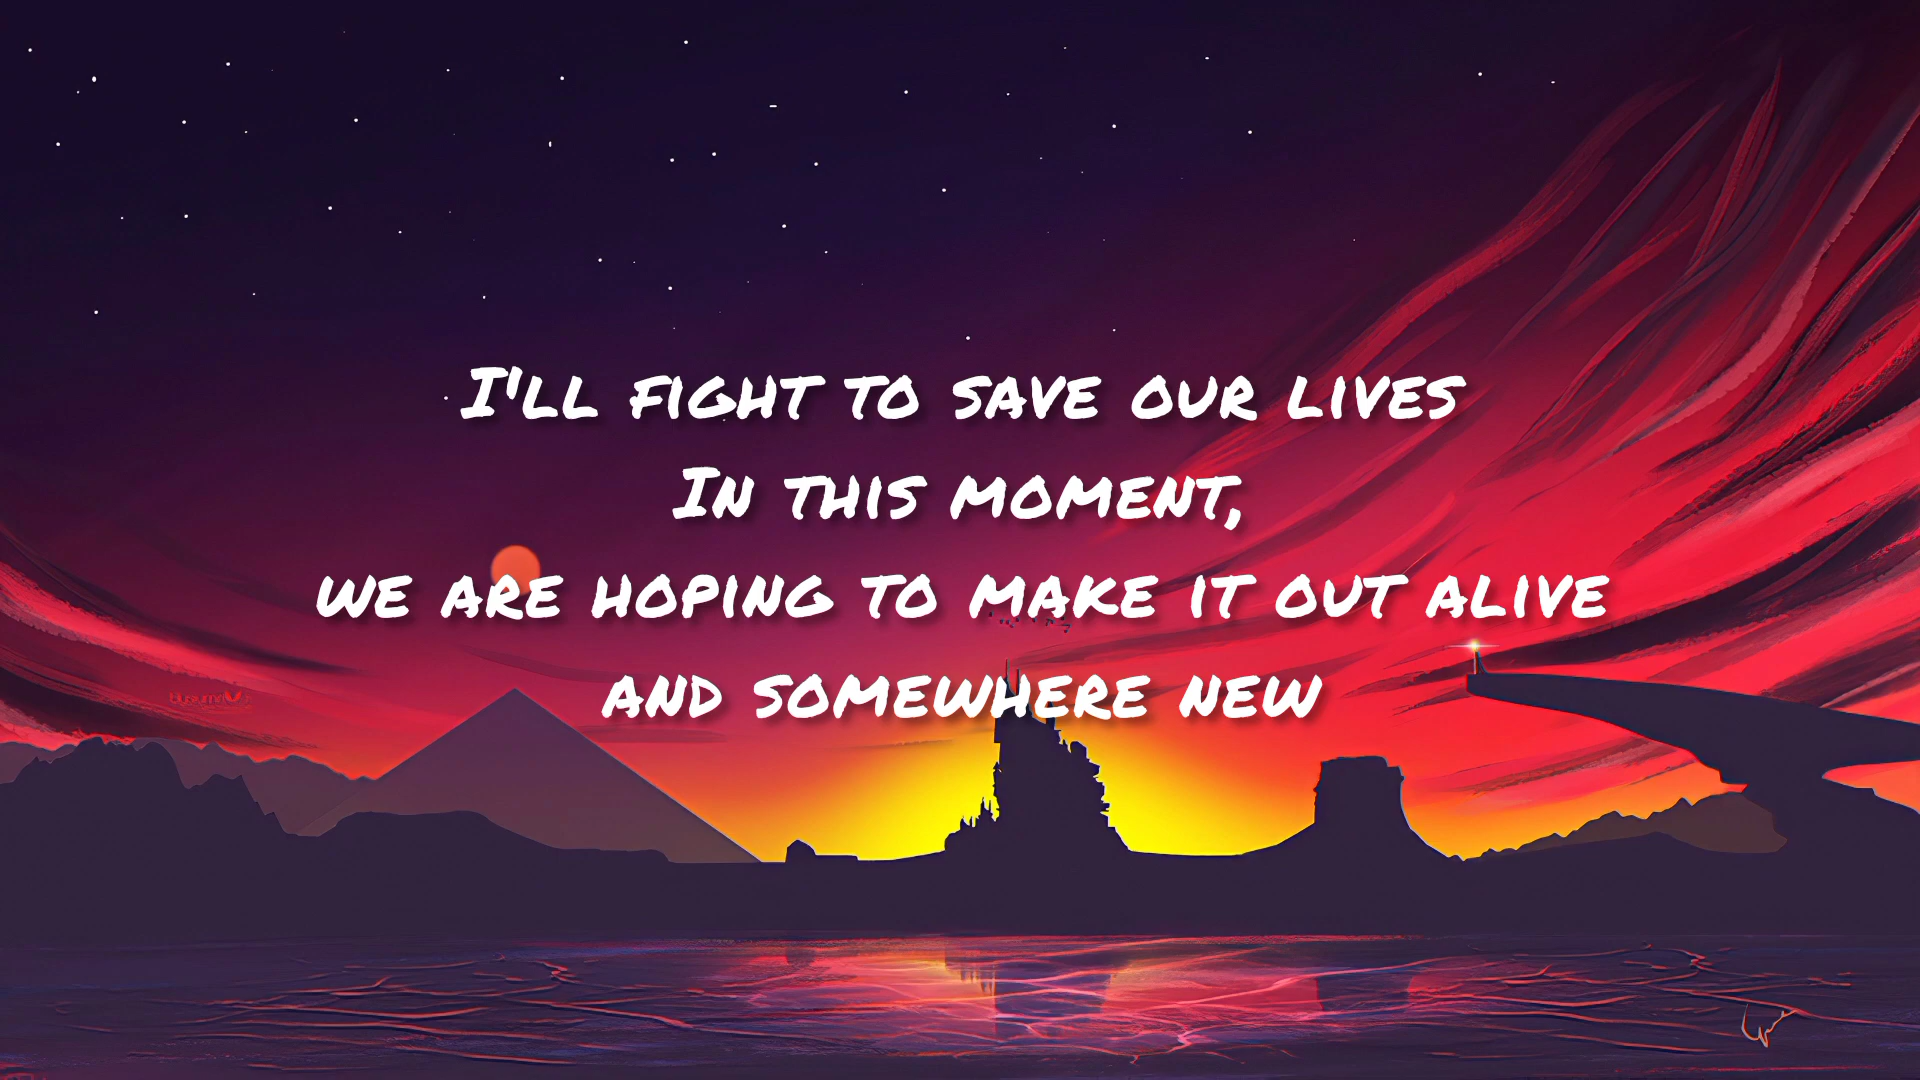 I'll fight to save our lives
In this moment,
we are hoping to make it out alive
and somewhere new